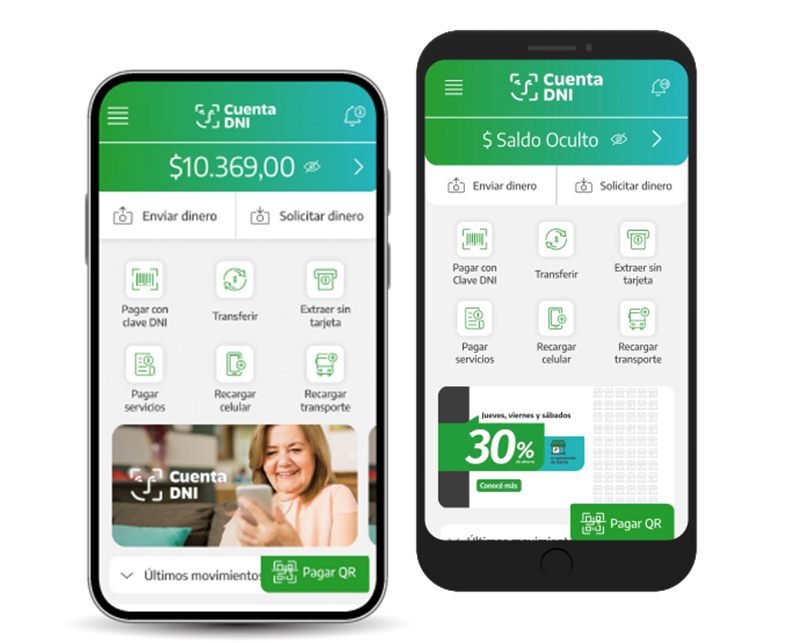 Cuenta
DNI
2
$10.369,00
Enviar dinero
Solicitar dinero
Pagar con
clave DNI
Transferir
Extraer sin
tarjeta
Pagar
servicios
Recargar
celular
Recargar
transporte
Cuenta
DNI
Últimos movimientos
Pagar QR
Cuenta
DNI
$ Saldo Oculto
Enviar dinero
Solicitar dinero
Pagar con
Clave DNI
Transferir
Extraer sin
tarjeta
Pagar
servicios
Recargar
celular
Recargar
transporte
Jueves, viernes y sábados
30%
de ahorro
Conocé más
Pagar QR